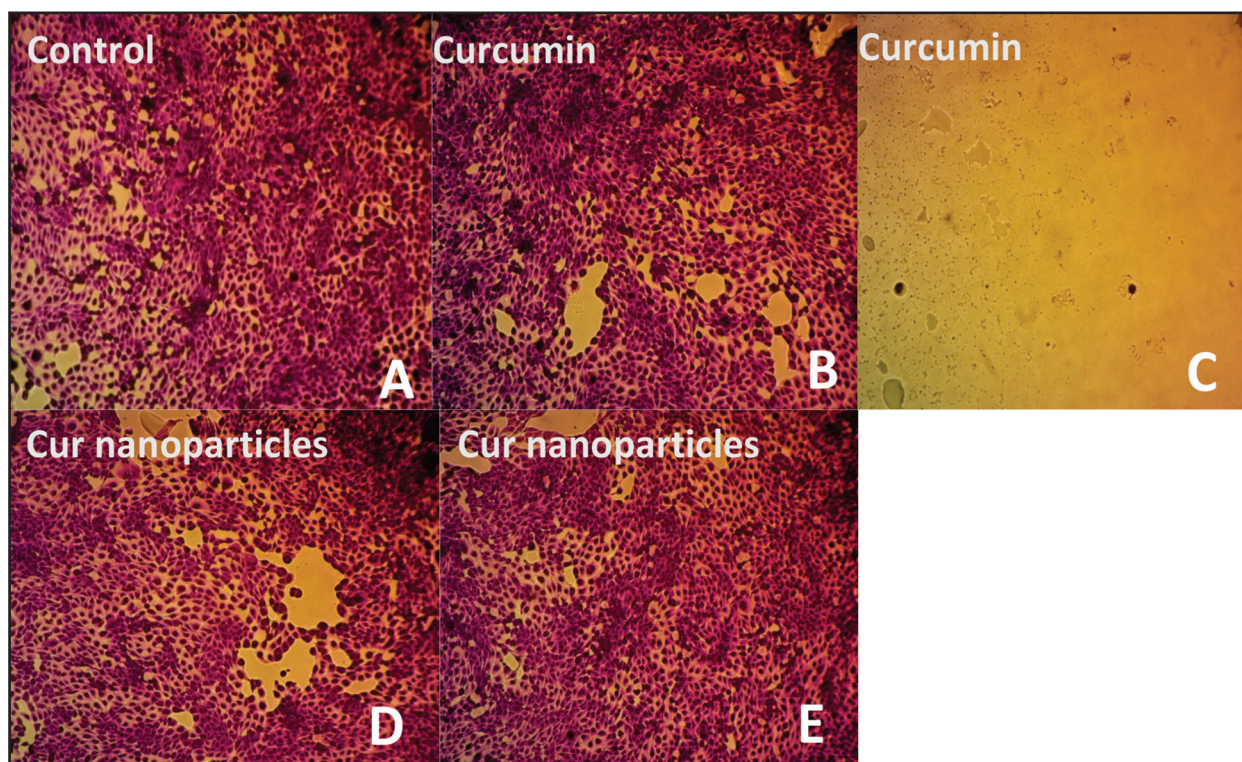 Control
A
Curcumin
B
Curcumin
C
Cur nanoparticles
D
Cur nanoparticles
E